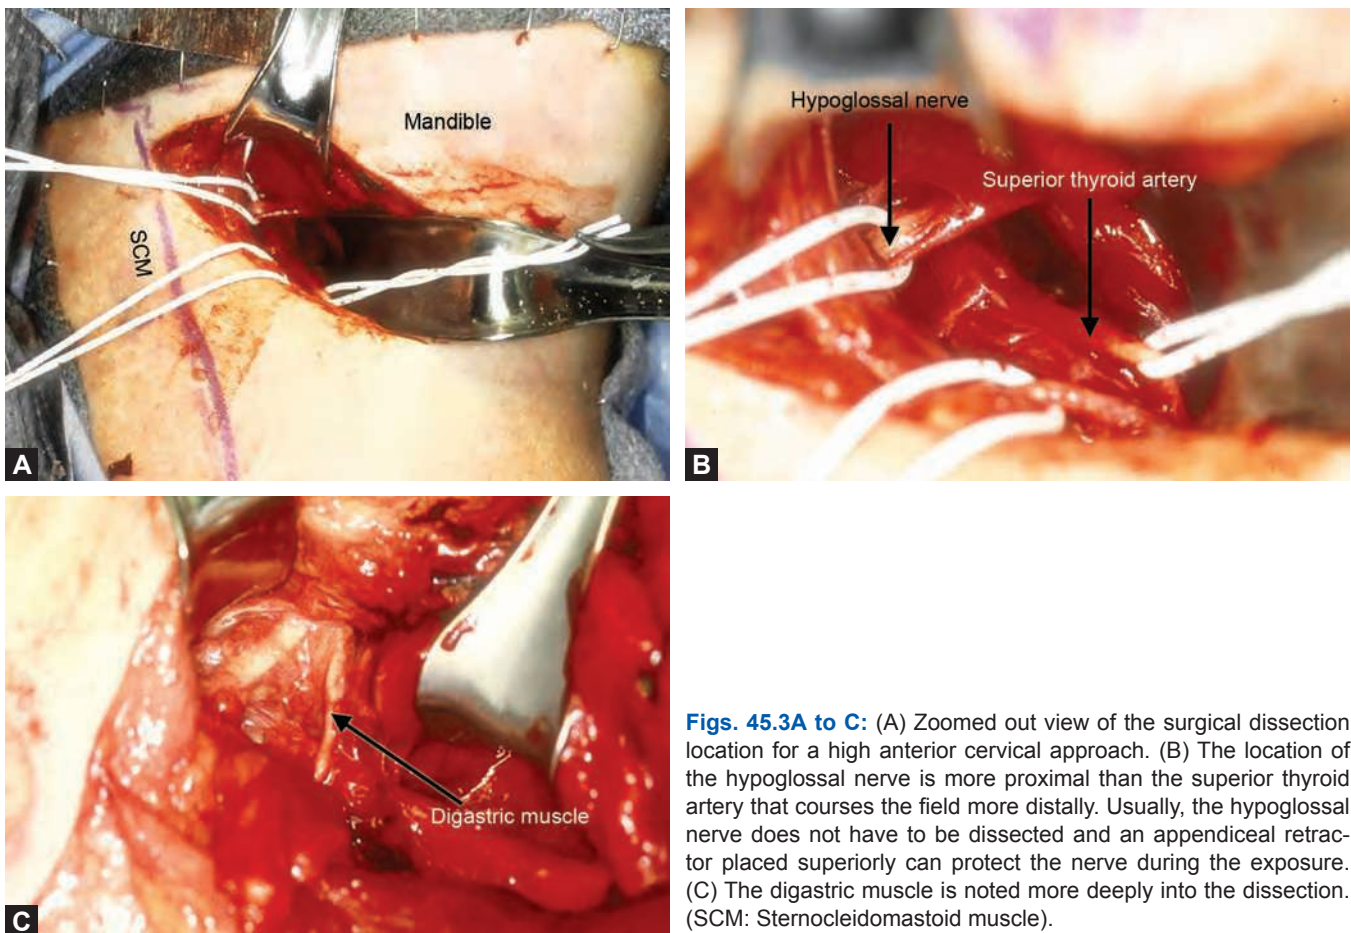 Mandible
SCM
A
Hypoglossal nerve
Superior thyroid artery
B
Digastric muscle
C
Figs. 45.3A to C: (A) Zoomed out view of the surgical dissection
location for a high anterior cervical approach. (B) The location of
the hypoglossal nerve is more proximal than the superior thyroid
artery that courses the field more distally. Usually, the hypoglossal
nerve does not have to be dissected and an appendiceal retrac-
tor placed superiorly can protect the nerve during the exposure.
(C) The digastric muscle is noted more deeply into the dissection.
(SCM: Sternocleidomastoid muscle).